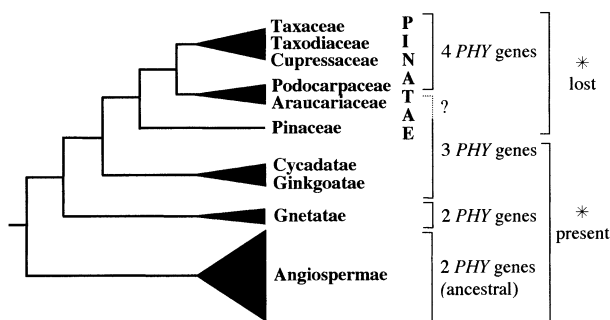 Taxaceae
Taxodiaceae
Cupressaceae
Podocarpaceae
Araucariaceae
Pinaceae
Cycadatae
Ginkgoatae
Gnetatae
Angiospermae
PINATAE
4 PHY genes
?
3 PHY genes
2 PHY genes
2 PHY genes
(ancestral)
*
lost
*
present